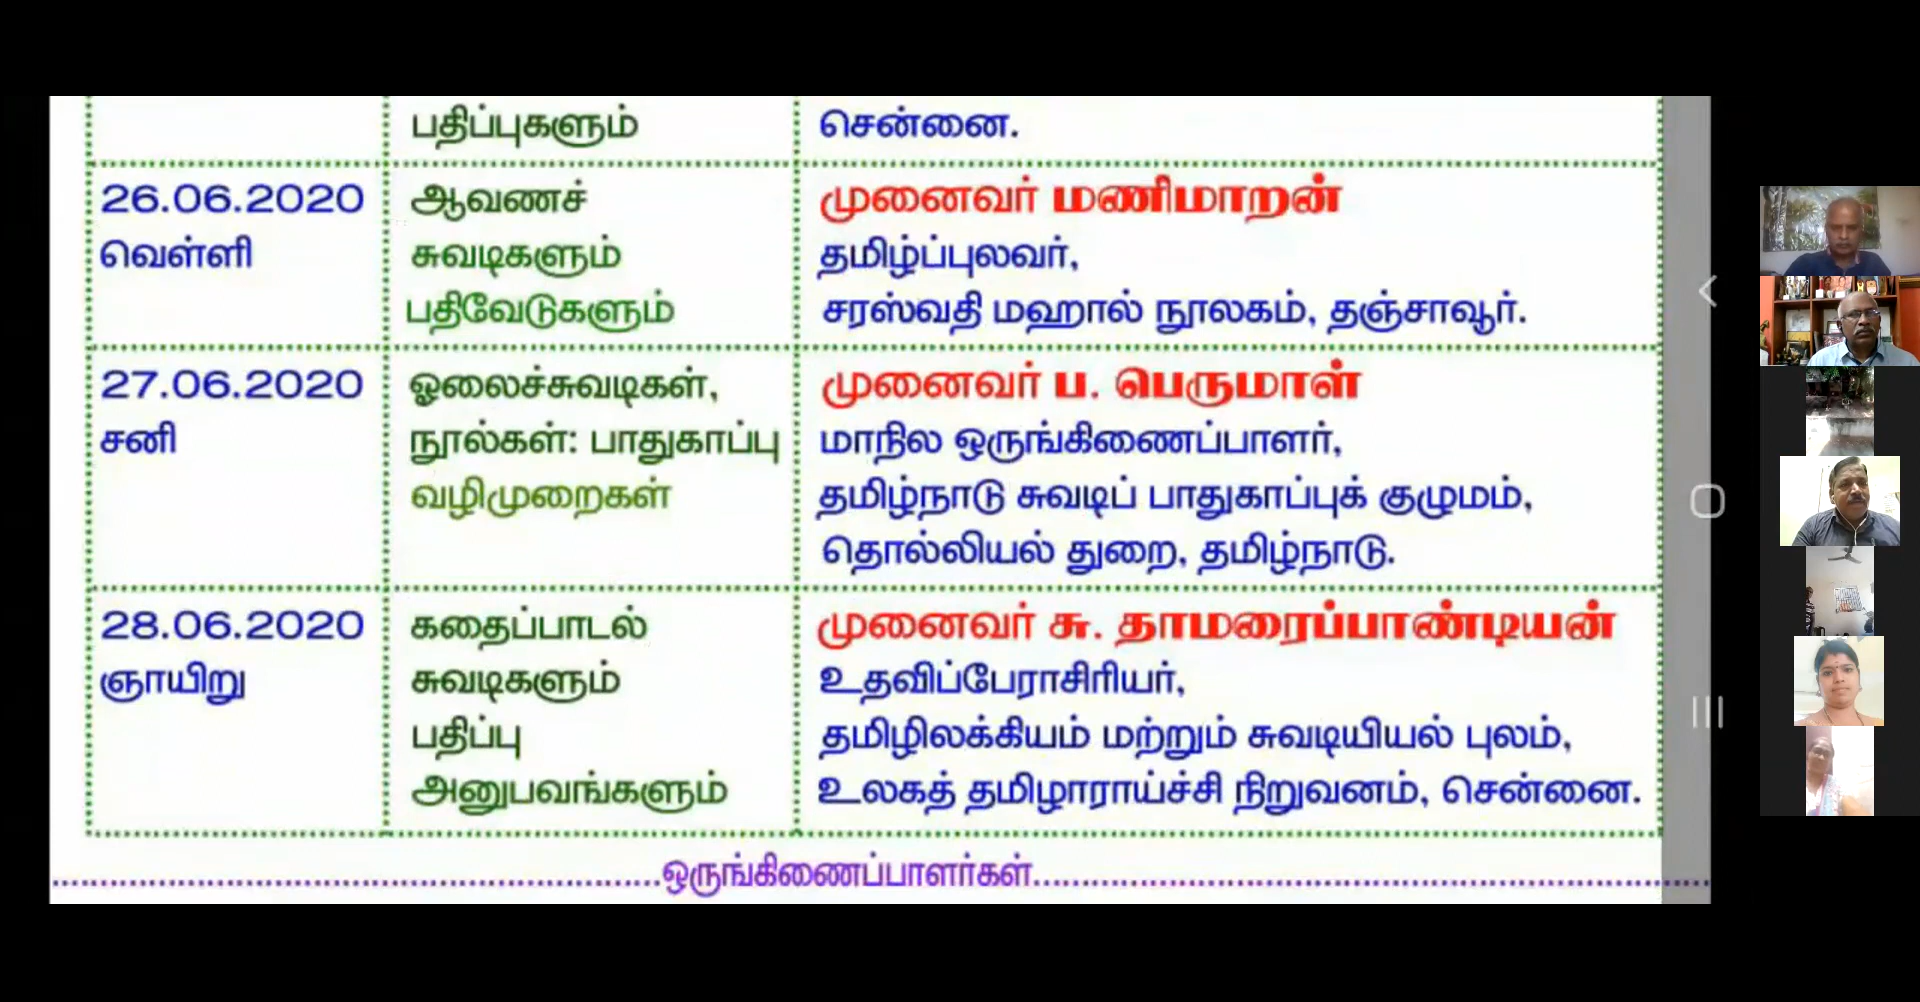 பதிப்புகளும்
சென்னை.
26.06.2020
வெள்ளி
ஆவணச்
சுவடிகளும்
பதிவேடுகளும்
முனைவர் மணிமாறன்
தமிழ்ப்புலவர்,
சரஸ்வதி மஹால் நூலகம், தஞ்சாவூர்.
27.06.2020
சனி
ஓலைச்சுவடிகள்,
நூல்கள்: பாதுகாப்பு
வழிமுறைகள்
முனைவர் ப. பெருமாள்
மாநில ஒருங்கிணைப்பாளர்,
தமிழ்நாடு சுவடிப் பாதுகாப்புக் குழுமம்,
தொல்லியல் துறை, தமிழ்நாடு.
28.06.2020
ஞாயிறு
கதைப்பாடல்
சுவடிகளும்
பதிப்பு
அனுபவங்களும்
முனைவர் சு. தாமரைப்பாண்டியன்
உதவிப்பேராசிரியர்,
தமிழிலக்கியம் மற்றும் சுவடியியல் புலம்,
உலகத் தமிழாராய்ச்சி நிறுவனம், சென்னை.
ஒருங்கிணைப்பாளர்கள்